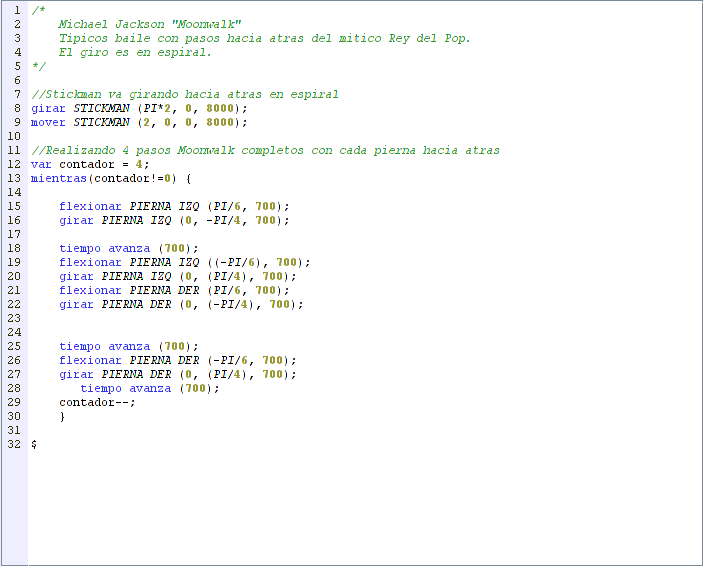 1 /*
2 Michael Jackson "Moonwalk"
3 Tipicos baile con pasos hacia atras del mitico Rey del Pop.
4 El giro es en espiral.
5 */
6
7 //Stickman va girando hacia atras en espiral
8 girar STICKMAN (PI*2, 0, 8000);
9 mover STICKMAN (2, 0, 0, 8000);
10
11 //Realizando 4 pasos Moonwalk completos con cada pierna hacia atras
12 var contador = 4;
13 mientras(contador!=0) {
14
15 flexionar PIERNA IZQ (PI/6, 700);
16 girar PIERNA IZQ (0, -PI/4, 700);
17
18 tiempo avanza (700);
19 flexionar PIERNA IZQ ((-PI/6), 700);
20 girar PIERNA IZQ (0, (PI/4), 700);
21 flexionar PIERNA DER (PI/6, 700);
22 girar PIERNA DER (0, (-PI/4), 700);
23
24
25 tiempo avanza (700);
26 flexionar PIERNA DER (-PI/6, 700);
27 girar PIERNA DER (0, (PI/4), 700);
28 tiempo avanza (700);
29 contador--;
30 }
31
32 $